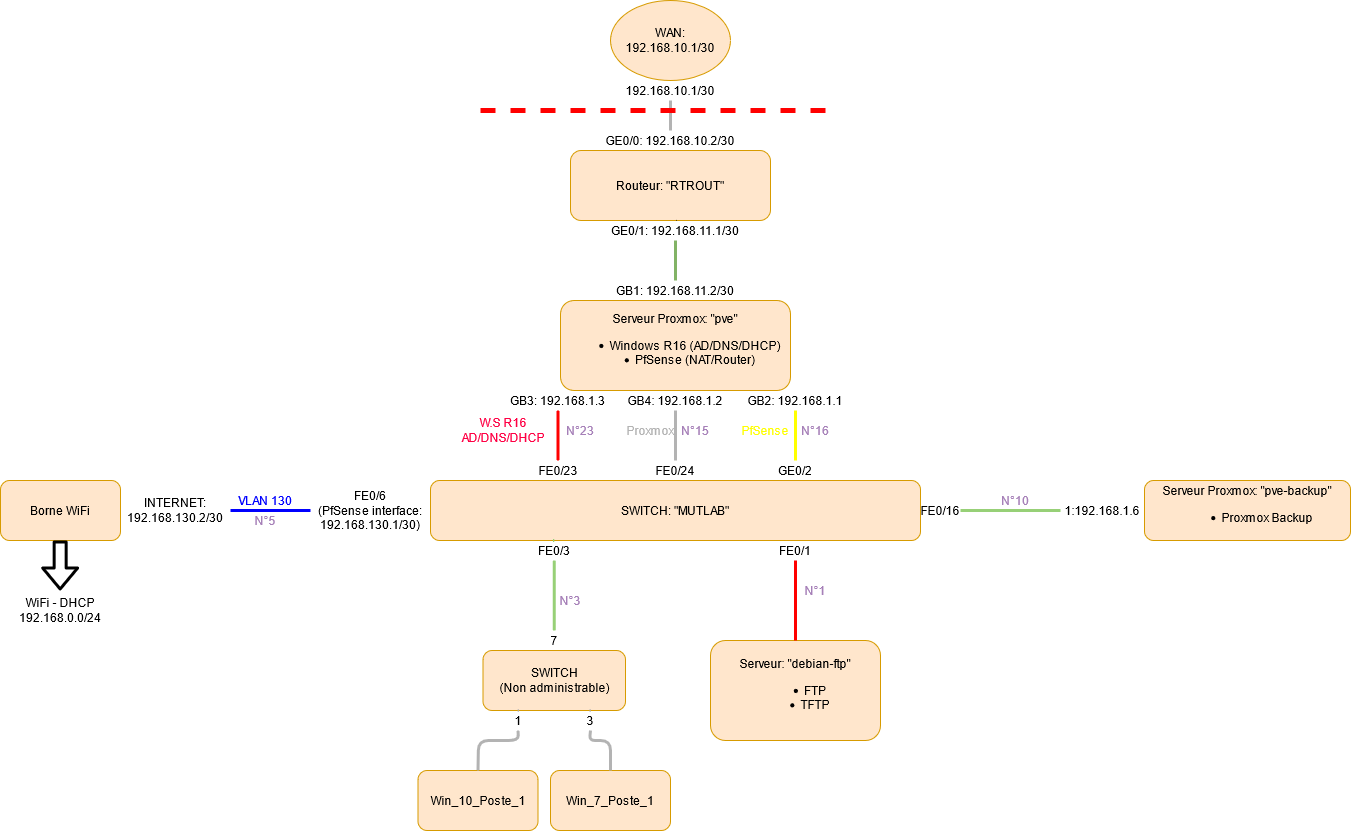 WAN:
192.168.10.1/30
192.168.10.1/30
GE0/0: 192.168.10.2/30
Routeur: "RTROUT"
GE0/1: 192.168.11.1/30
GB1: 192.168.11.2/30
Serveur Proxmox: "pve"
• Windows R16 (AD/DNS/DHCP)
• PfSense (NAT/Router)
GB3: 192.168.1.3
GB4: 192.168.1.2
GB2: 192.168.1.1
W.S R16
AD/DNS/DHCP
N°23
Proxmox
N°15
PfSense
N°16
FE0/23
FE0/24
GE0/2
Borne WiFi
INTERNET:
192.168.130.2/30
VLAN 130
N°5
FE0/6
(PfSense interface:
192.168.130.1/30)
SWITCH: "MUTLAB"
FE0/16
N°10
1:192.168.1.6
Serveur Proxmox: "pve-backup"
• Proxmox Backup
WiFi - DHCP
192.168.0.0/24
FE0/3
FE0/1
N°3
N°1
7
SWITCH
(Non administrable)
1
3
Serveur: "debian-ftp"
• FTP
• TFTP
Win_10_Poste_1
Win_7_Poste_1